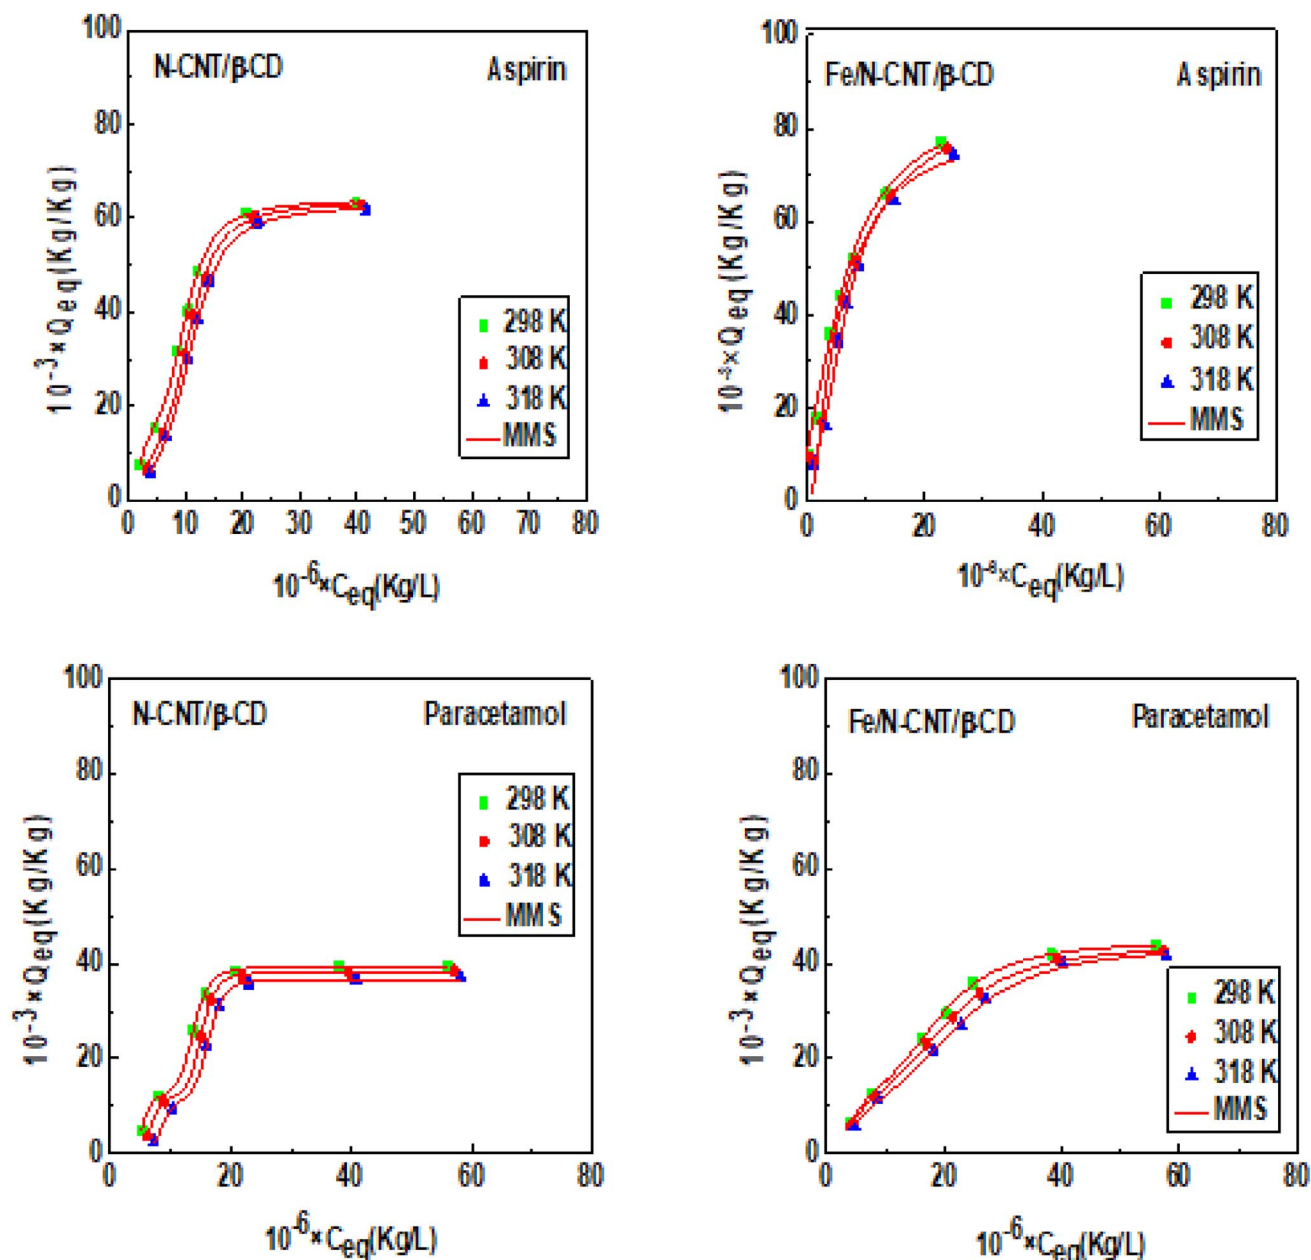 100
80
60
40
20
0
N-CNT/β-CD Aspirin
298 K
308 K
318 K
MMS
10⁻³×Qeq(Kg/Kg)
0 10 20 30 40 50 60 70 80
10⁻⁶×Ceq(Kg/L)
100
80
60
40
20
0
Fe/N-CNT/β-CD Aspirin
298 K
308 K
318 K
MMS
10⁻³×Qeq(Kg/Kg)
0 20 40 60 80
10⁻⁶×Ceq(Kg/L)
100
80
60
40
20
0
N-CNT/β-CD Paracetamol
298 K
308 K
318 K
MMS
10⁻³×Qeq(Kg/Kg)
0 20 40 60 80
10⁻⁶×Ceq(Kg/L)
100
80
60
40
20
0
Fe/N-CNT/β-CD Paracetamol
298 K
308 K
318 K
MMS
10⁻³×Qeq(Kg/Kg)
0 20 40 60 80
10⁻⁶×Ceq(Kg/L)